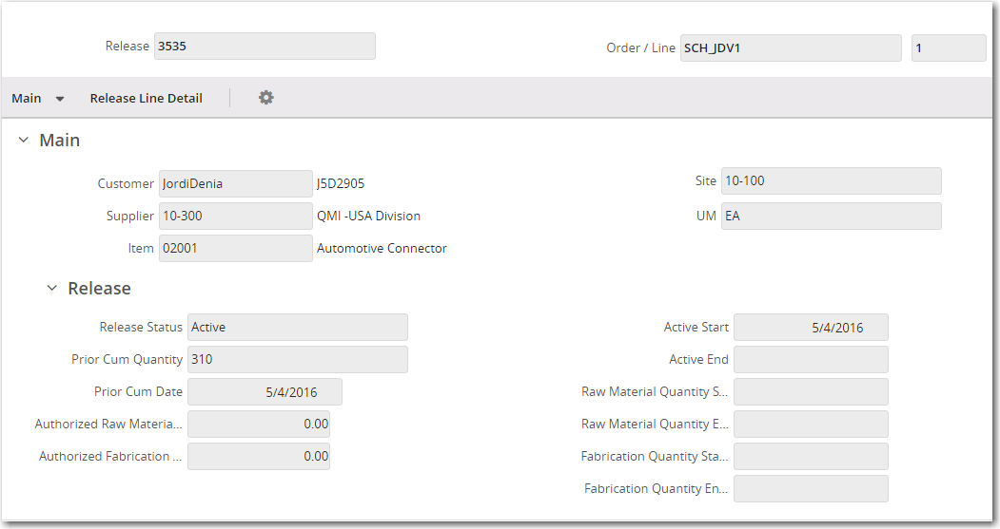 Release 3535 Order / Line SCH_JDV1 1
Main Release Line Detail
Main
Customer JordiDenia J5D2905 Site 10-100
Supplier 10-300 QMI -USA Division UM EA
Item 02001 Automotive Connector
Release
Release Status Active Active Start 5/4/2016
Prior Cum Quantity 310 Active End
Prior Cum Date 5/4/2016 Raw Material Quantity S...
Authorized Raw Materia... 0.00 Raw Material Quantity E...
Authorized Fabrication ... 0.00 Fabrication Quantity Sta...
Fabrication Quantity En...